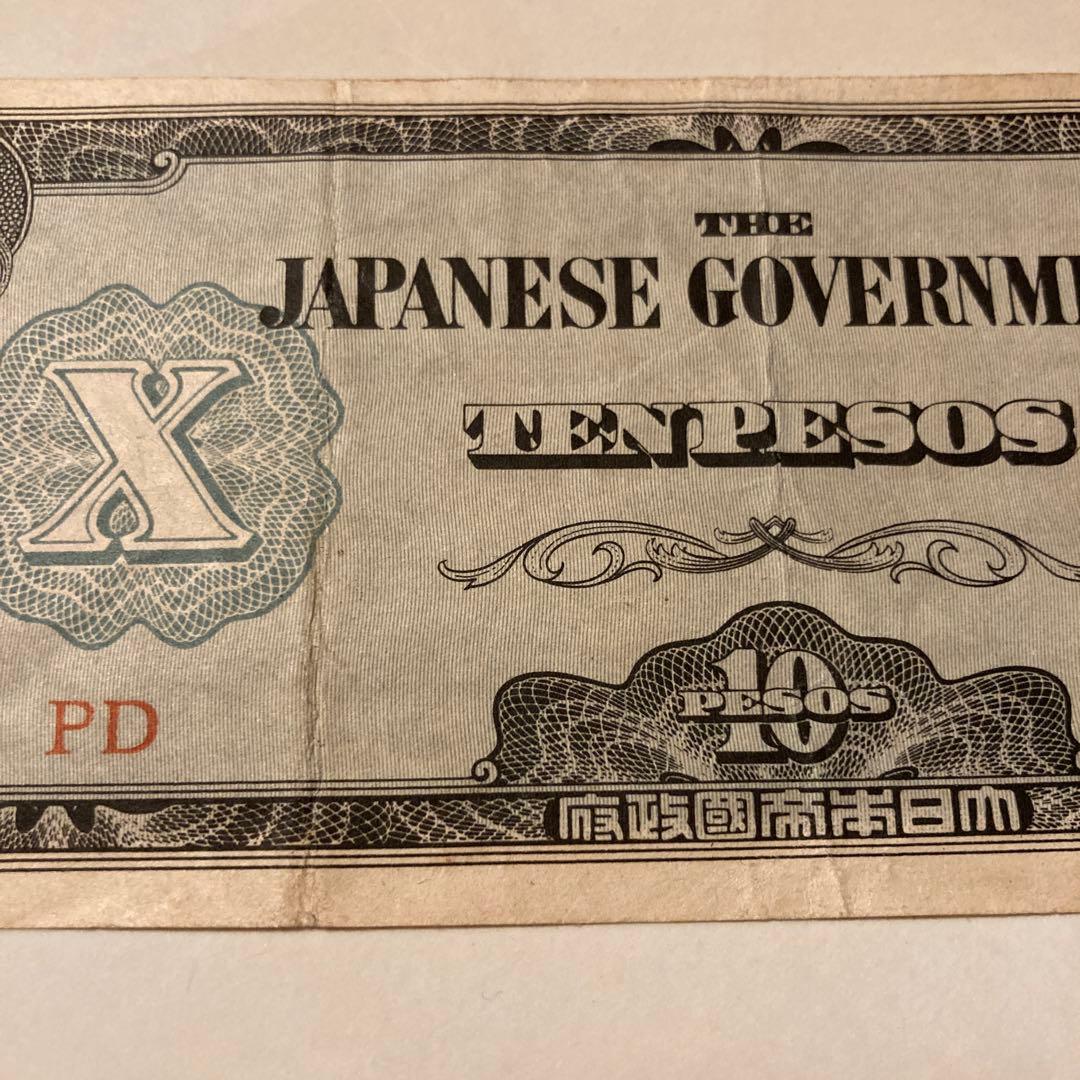 THE
JAPANESE GOVERNM
X
TEN PESOS
10
PESOS
PD
府政國帝本日大